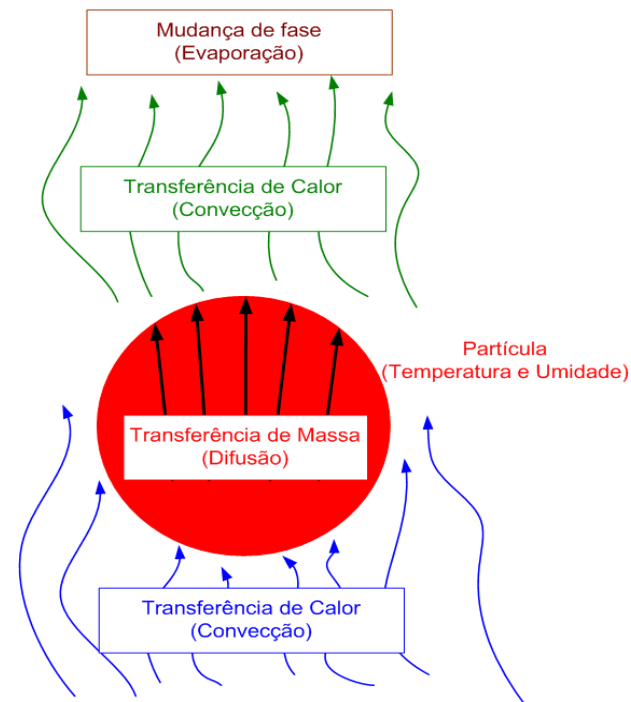 Mudança de fase
(Evaporação)
Transferência de Calor
(Convecção)
Partícula
(Temperatura e Umidade)
Transferência de Massa
(Difusão)
Transferência de Calor
(Convecção)